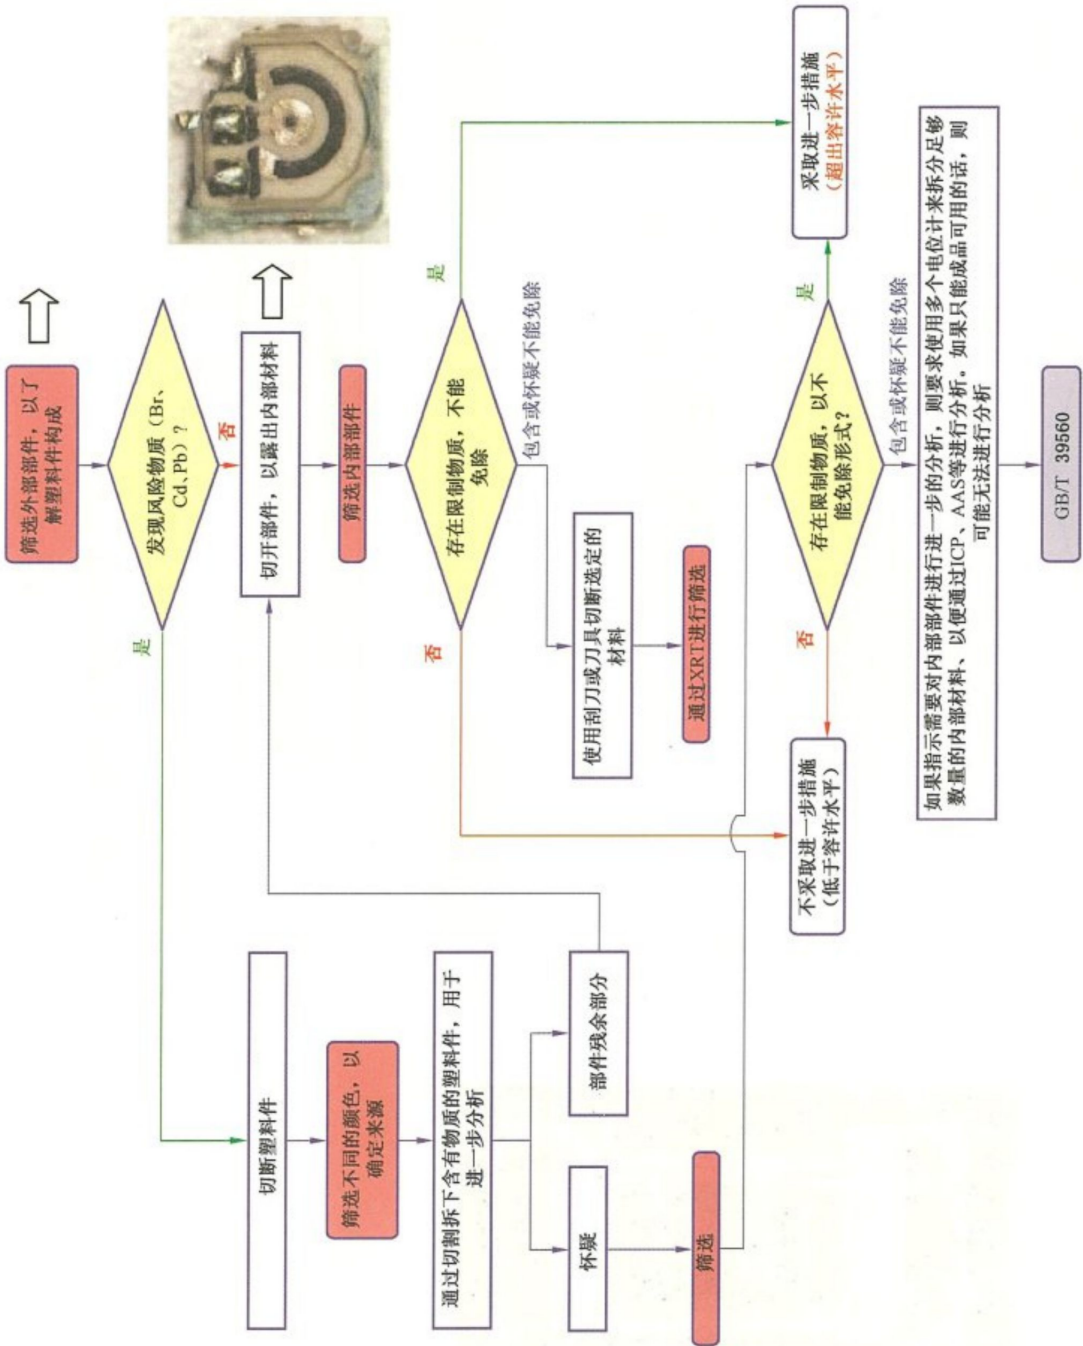 筛选外部部件，以了
解塑料件构成
发现风险物质（Br、
Cd、Pb）？
是
否
切断塑料件
切开部件，以露出内部材料
筛选不同的颜色，以
确定来源
筛选内部部件
通过切割拆下含有物质的塑料件，用于
进一步分析
存在限制物质，不能
免除
是
否
包含或怀疑不能免除
怀疑
部件残余部分
使用刮刀或刀具切断选定的
材料
筛选
通过XRT进行筛选
不采取进一步措施
（低于容许水平）
存在限制物质，以不
能免除形式？
否
是
采取进一步措施
（超出容许水平）
包含或怀疑不能免除
如果指示需要对内部部件进行进一步的分析，则要求使用多个电位计来拆分足够
数量的内部材料、以便通过ICP、AAS等进行分析。如果只能成品可用的话，则
可能无法进行分析
GB/T 39560